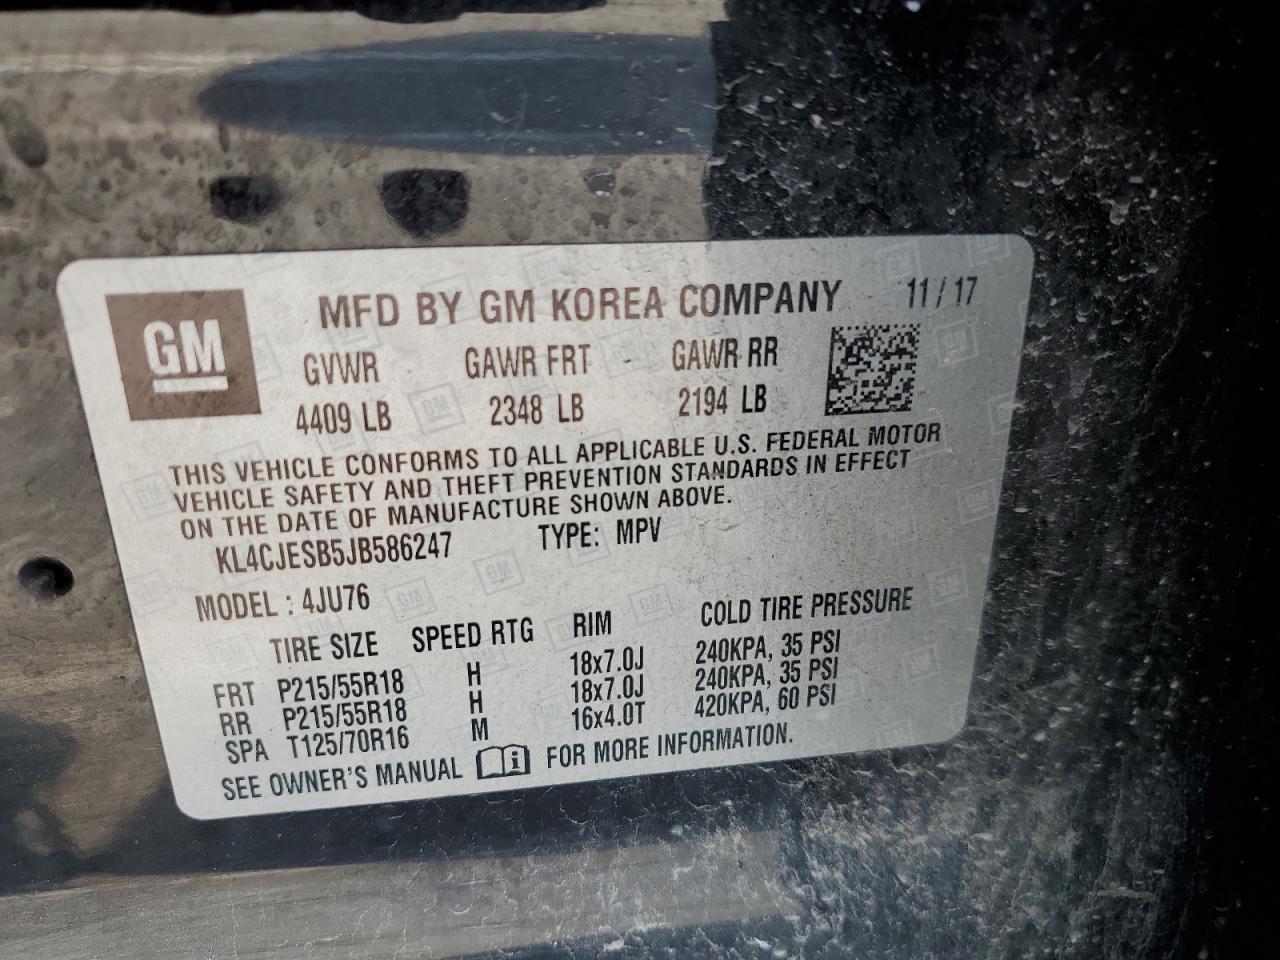 GM
MFD BY GM KOREA COMPANY 11/17
GVWR GAWR FRT GAWR RR
4409 LB 2348 LB 2194 LB
THIS VEHICLE CONFORMS TO ALL APPLICABLE U.S. FEDERAL MOTOR
VEHICLE SAFETY AND THEFT PREVENTION STANDARDS IN EFFECT
ON THE DATE OF MANUFACTURE SHOWN ABOVE.
KL4CJESB5JB586247 TYPE: MPV
MODEL : 4JU76
TIRE SIZE SPEED RTG RIM COLD TIRE PRESSURE
FRT P215/55R18 H 18x7.0J 240KPA, 35 PSI
RR P215/55R18 H 18x7.0J 240KPA, 35 PSI
SPA T125/70R16 M 16x4.0T 420KPA, 60 PSI
SEE OWNER'S MANUAL FOR MORE INFORMATION.